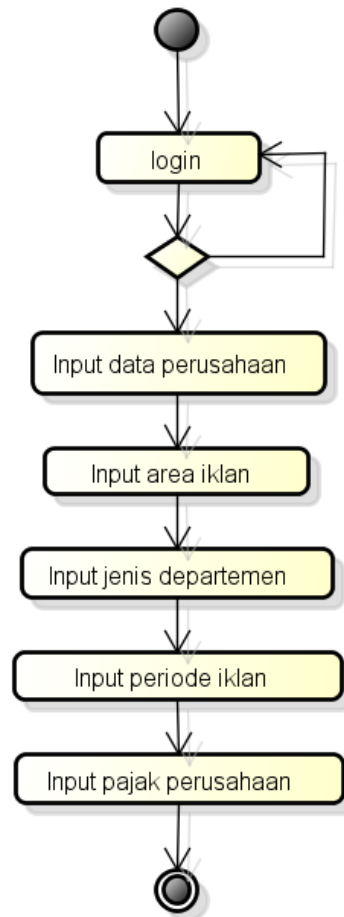 login
Input data perusahaan
Input area iklan
Input jenis departemen
Input periode iklan
Input pajak perusahaan